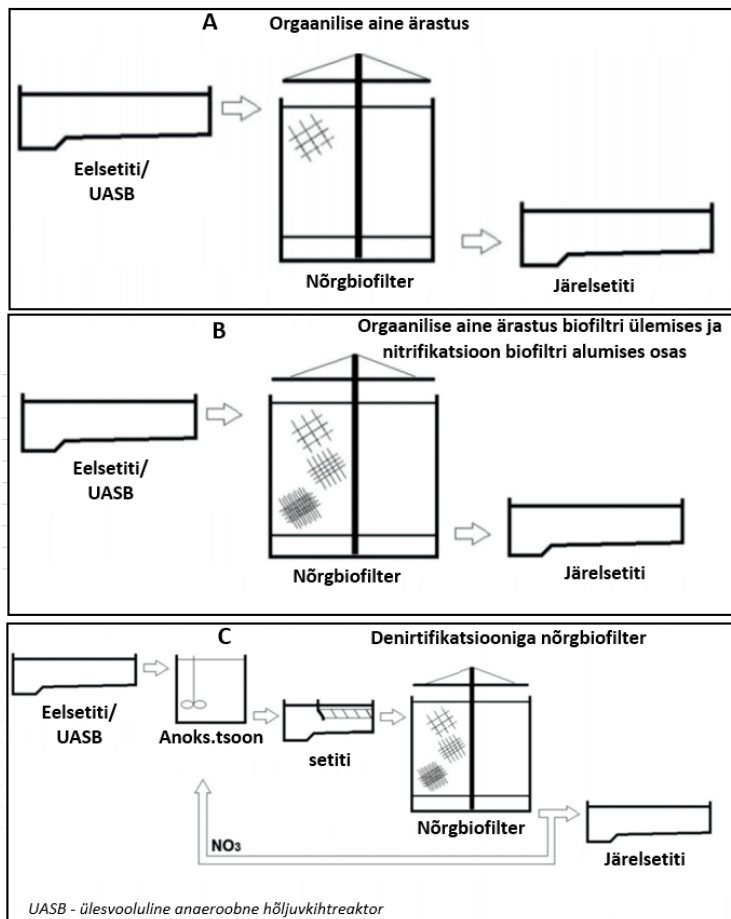 A
Orgaanilise aine ärastus
Eelsetiti/
UASB
Nõrgbiofilter
Järelsetiti
B
Orgaanilise aine ärastus biofiltri ülemises ja
nitrifikatsioon biofiltri alumises osas
Eelsetiti/
UASB
Nõrgbiofilter
Järelsetiti
C
Denirtifikatsiooniga nõrgbiofilter
Eelsetiti/
UASB
Anoks.tsoon
setiti
Nõrgbiofilter
Järelsetiti
NO₃
UASB - ülesvooluline anaeroobne hõljuvkihtreaktor